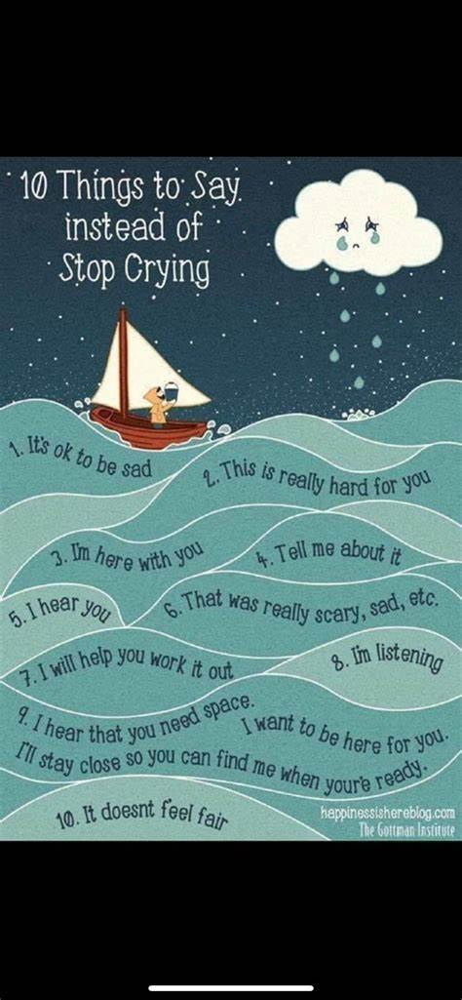 10 Things to Say
instead of
Stop Crying
1. It's ok to be sad
2. This is really hard for you
3. I'm here with you
4. Tell me about it
5. I hear you
6. That was really scary, sad, etc.
7. I will help you work it out
8. I'm listening
9. I hear that you need space.
I want to be here for you.
I'll stay close so you can find me when you're ready.
10. It doesnt feel fair
happinessishereblog.com
The Gottman Institute